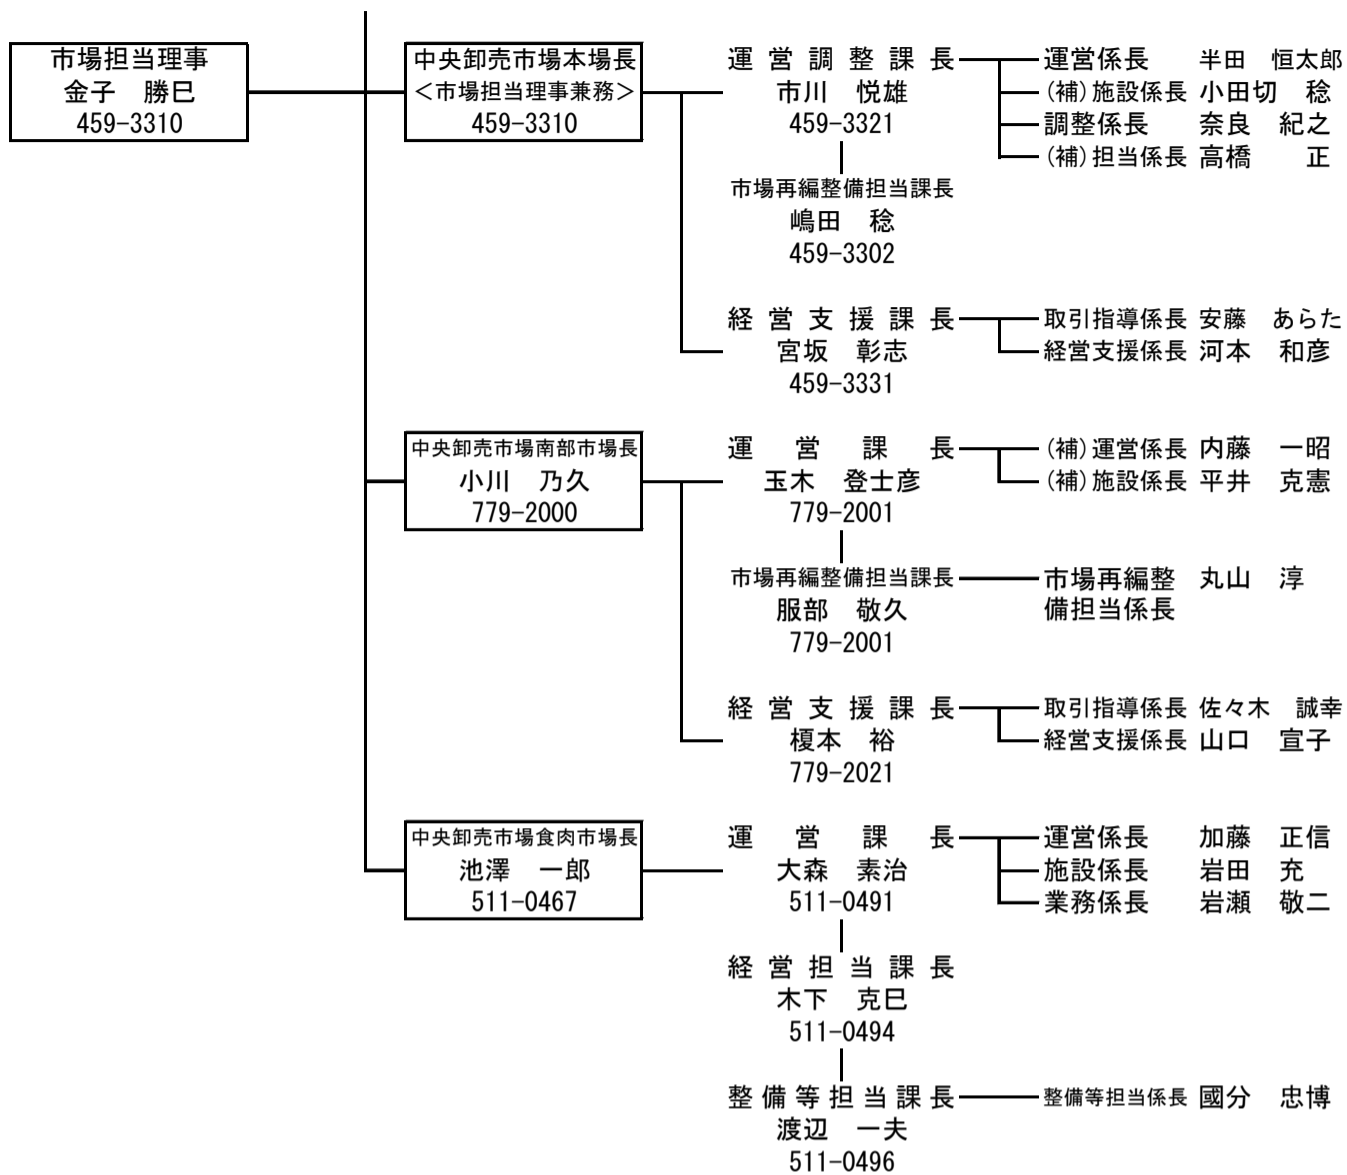 市場担当理事
金子　勝巳
459-3310
中央卸売市場本場長
＜市場担当理事兼務＞
459-3310
運営調整課長
市川　悦雄
459-3321
運営係長　半田　恒太郎
(補)施設係長　小田切　稔
調整係長　奈良　紀之
(補)担当係長　高橋　正
市場再編整備担当課長
嶋田　稔
459-3302
経営支援課長
宮坂　彰志
459-3331
取引指導係長　安藤　あらた
経営支援係長　河本　和彦
中央卸売市場南部市場長
小川　乃久
779-2000
運営課長
玉木　登士彦
779-2001
(補)運営係長　内藤　一昭
(補)施設係長　平井　克憲
市場再編整備担当課長
服部　敬久
779-2001
市場再編整　丸山　淳
備担当係長
経営支援課長
榎本　裕
779-2021
取引指導係長　佐々木　誠幸
経営支援係長　山口　宣子
中央卸売市場食肉市場長
池澤　一郎
511-0467
運営課長
大森　素治
511-0491
運営係長　加藤　正信
施設係長　岩田　充
業務係長　岩瀬　敬二
経営担当課長
木下　克巳
511-0494
整備等担当課長
渡辺　一夫
511-0496
整備等担当係長　國分　忠博